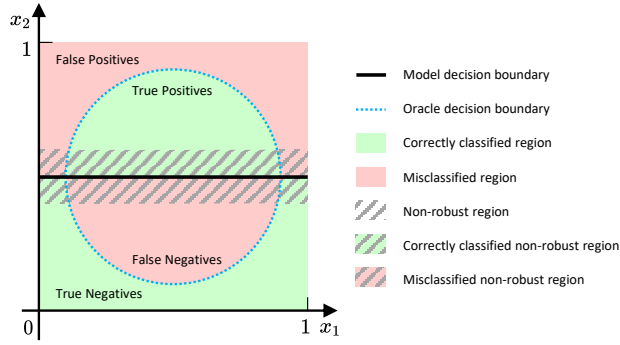 x2
1
False Positives
True Positives
False Negatives
True Negatives
0
1 x1
Model decision boundary
Oracle decision boundary
Correctly classified region
Misclassified region
Non-robust region
Correctly classified non-robust region
Misclassified non-robust region